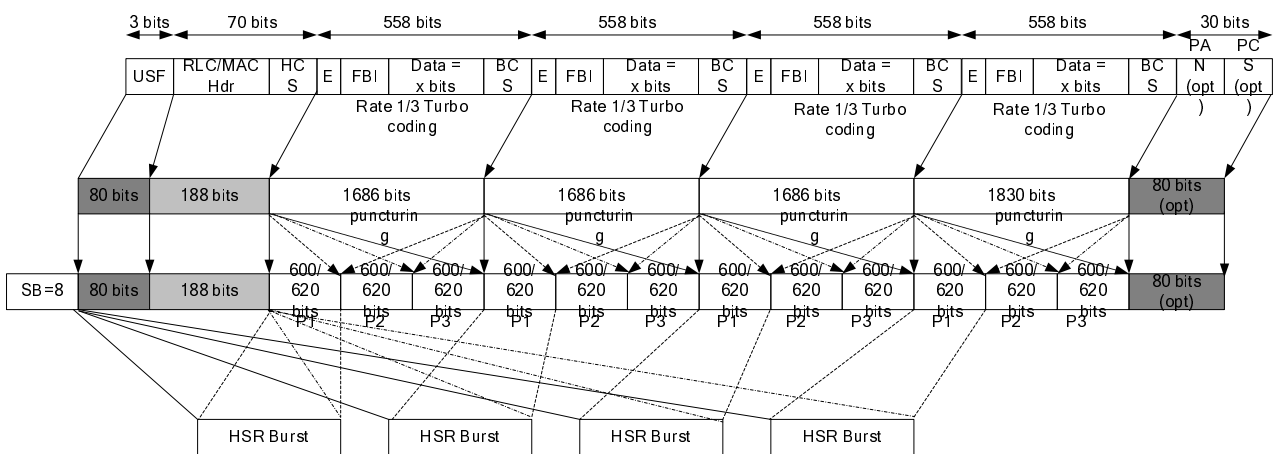 3 bits 70 bits 558 bits 558 bits 558 bits 558 bits 30 bits
USF RLC/MAC Hdr HC S E FBI Data = x bits BC S E FBI Data = x bits BC S E FBI Data = x bits BC S E FBI Data = x bits BC S PA N (opt ) PC S (opt )
Rate 1/3 Turbo coding Rate 1/3 Turbo coding Rate 1/3 Turbo coding Rate 1/3 Turbo coding
80 bits 188 bits 1686 bits 1686 bits 1686 bits 1830 bits 80 bits (opt)
puncturin g puncturin g puncturin g puncturin g
SB=8 80 bits 188 bits 600/ 620 bits 600/ 620 bits 600/ 620 bits 600/ 620 bits 600/ 620 bits 600/ 620 bits 600/ 620 bits 600/ 620 bits 600/ 620 bits 600/ 620 bits 600/ 620 bits 600/ 620 bits 80 bits (opt)
P1 P2 P3 P1 P2 P3 P1 P2 P3 P1 P2 P3
HSR Burst HSR Burst HSR Burst HSR Burst